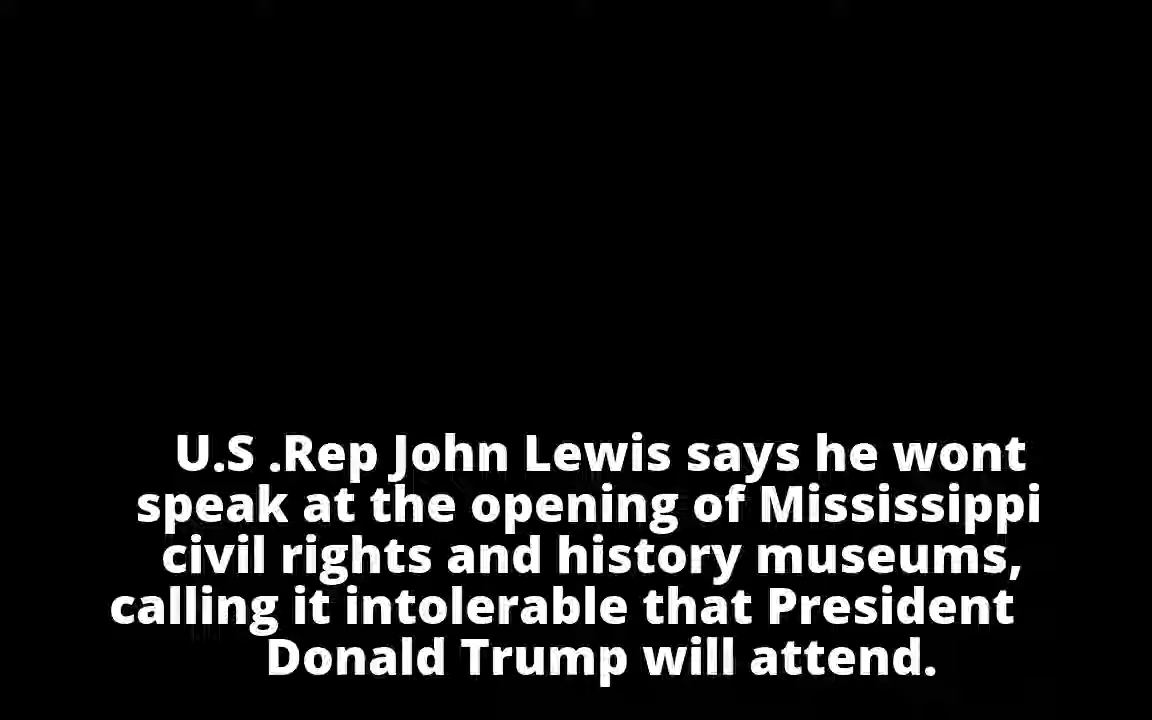 U.S .Rep John Lewis says he wont
speak at the opening of Mississippi
civil rights and history museums,
calling it intolerable that President
Donald Trump will attend.